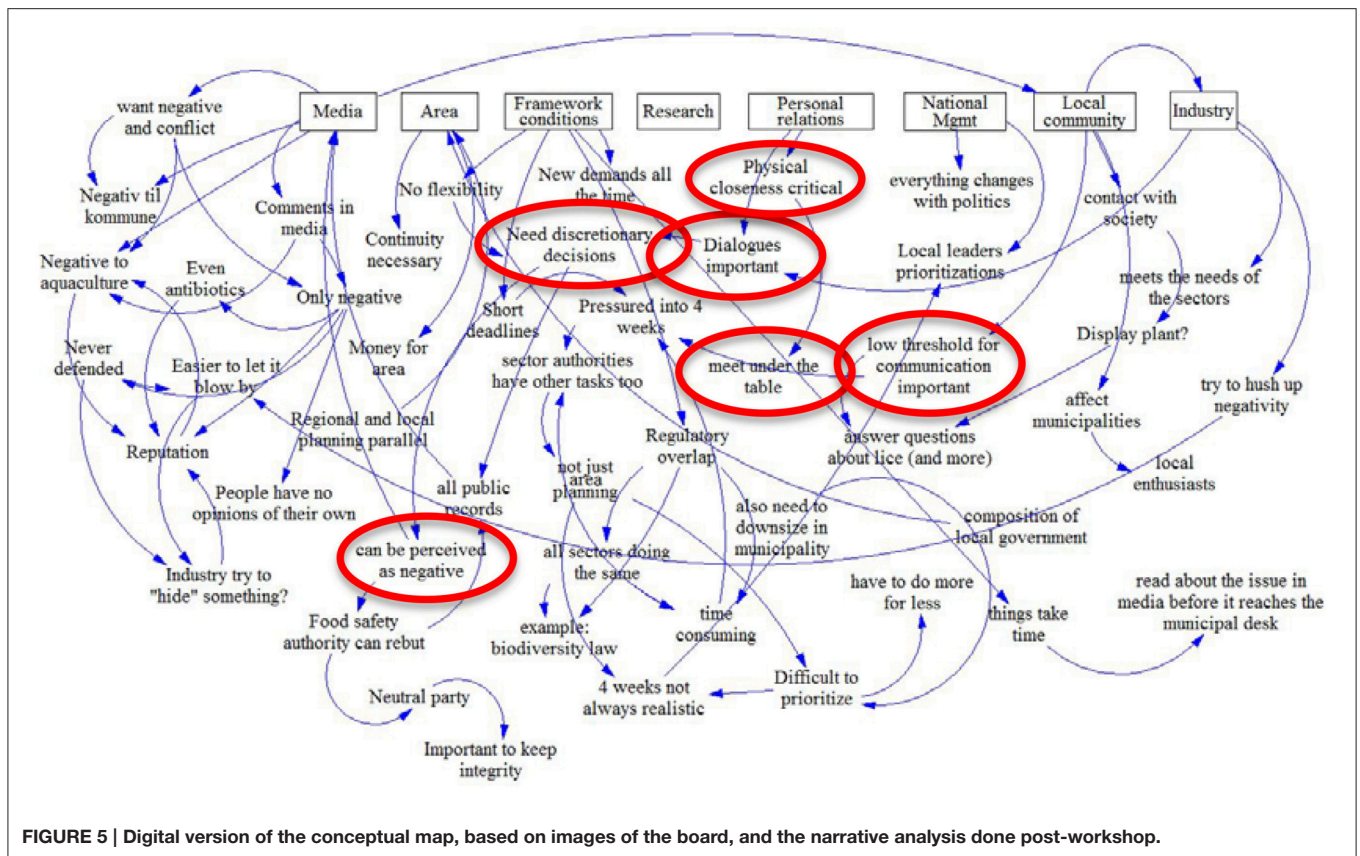 want negative
and conflict
Media
Area
Framework
conditions
Research
Personal
relations
National
Mgmt
Local
community
Industry
Negativ til
kommune
Comments in
media
No flexibility
New demands all
the time
Physical
closeness critical
everything changes
with politics
contact with
society
Continuity
necessary
Need discretionary
decisions
Dialogues
important
Local leaders
prioritizations
meets the needs of
the sectors
Negative to
aquaculture
Even
antibiotics
Only negative
Short
deadlines
Pressured into 4
weeks
Display plant?
Never
defended
Easier to let it
blow by
Money for
area
sector authorities
have other tasks too
meet under the
table
low threshold for
communication
important
try to hush up
negativity
affect
municipalities
Regional and local
planning parallel
Reputation
Regulatory
overlap
answer questions
about lice (and more)
local
enthusiasts
People have no
opinions of their own
all public
records
not just
area
planning
also need to
downsize in
municipality
composition of
local government
can be perceived
as negative
all sectors doing
the same
Industry try to
"hide" something?
have to do more
for less
read about the issue in
media before it reaches the
municipal desk
Food safety
authority can rebut
example:
biodiversity law
time
consuming
things take
time
Neutral party
4 weeks not
always realistic
Difficult to
prioritize
Important to keep
integrity
FIGURE 5 | Digital version of the conceptual map, based on images of the board, and the narrative analysis done post-workshop.